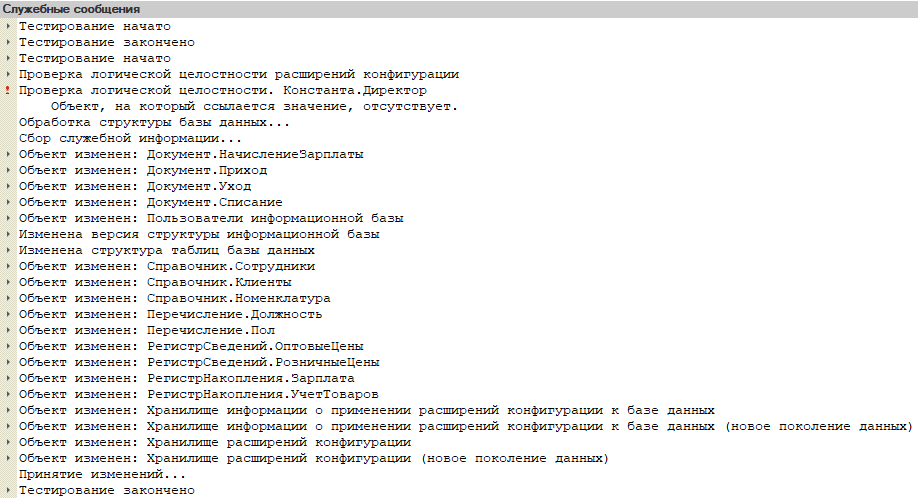 Служебные сообщения
Тестирование начато
Тестирование закончено
Тестирование начато
Проверка логической целостности расширений конфигурации
Проверка логической целостности. Константа.Директор
Объект, на который ссылается значение, отсутствует.
Обработка структуры базы данных...
Сбор служебной информации...
Объект изменен: Документ.НачислениеЗарплаты
Объект изменен: Документ.Приход
Объект изменен: Документ.Уход
Объект изменен: Документ.Списание
Объект изменен: Пользователи информационной базы
Изменена версия структуры информационной базы
Изменена структура таблиц базы данных
Объект изменен: Справочник.Сотрудники
Объект изменен: Справочник.Клиенты
Объект изменен: Справочник.Номенклатура
Объект изменен: Перечисление.Должность
Объект изменен: Перечисление.Пол
Объект изменен: РегистрСведений.ОптовыеЦены
Объект изменен: РегистрСведений.РозничныеЦены
Объект изменен: РегистрНакопления.Зарплата
Объект изменен: РегистрНакопления.УчетТоваров
Объект изменен: Хранилище информации о применении расширений конфигурации к базе данных
Объект изменен: Хранилище информации о применении расширений конфигурации к базе данных (новое поколение данных)
Объект изменен: Хранилище расширений конфигурации
Объект изменен: Хранилище расширений конфигурации (новое поколение данных)
Принятие изменений...
Тестирование закончено